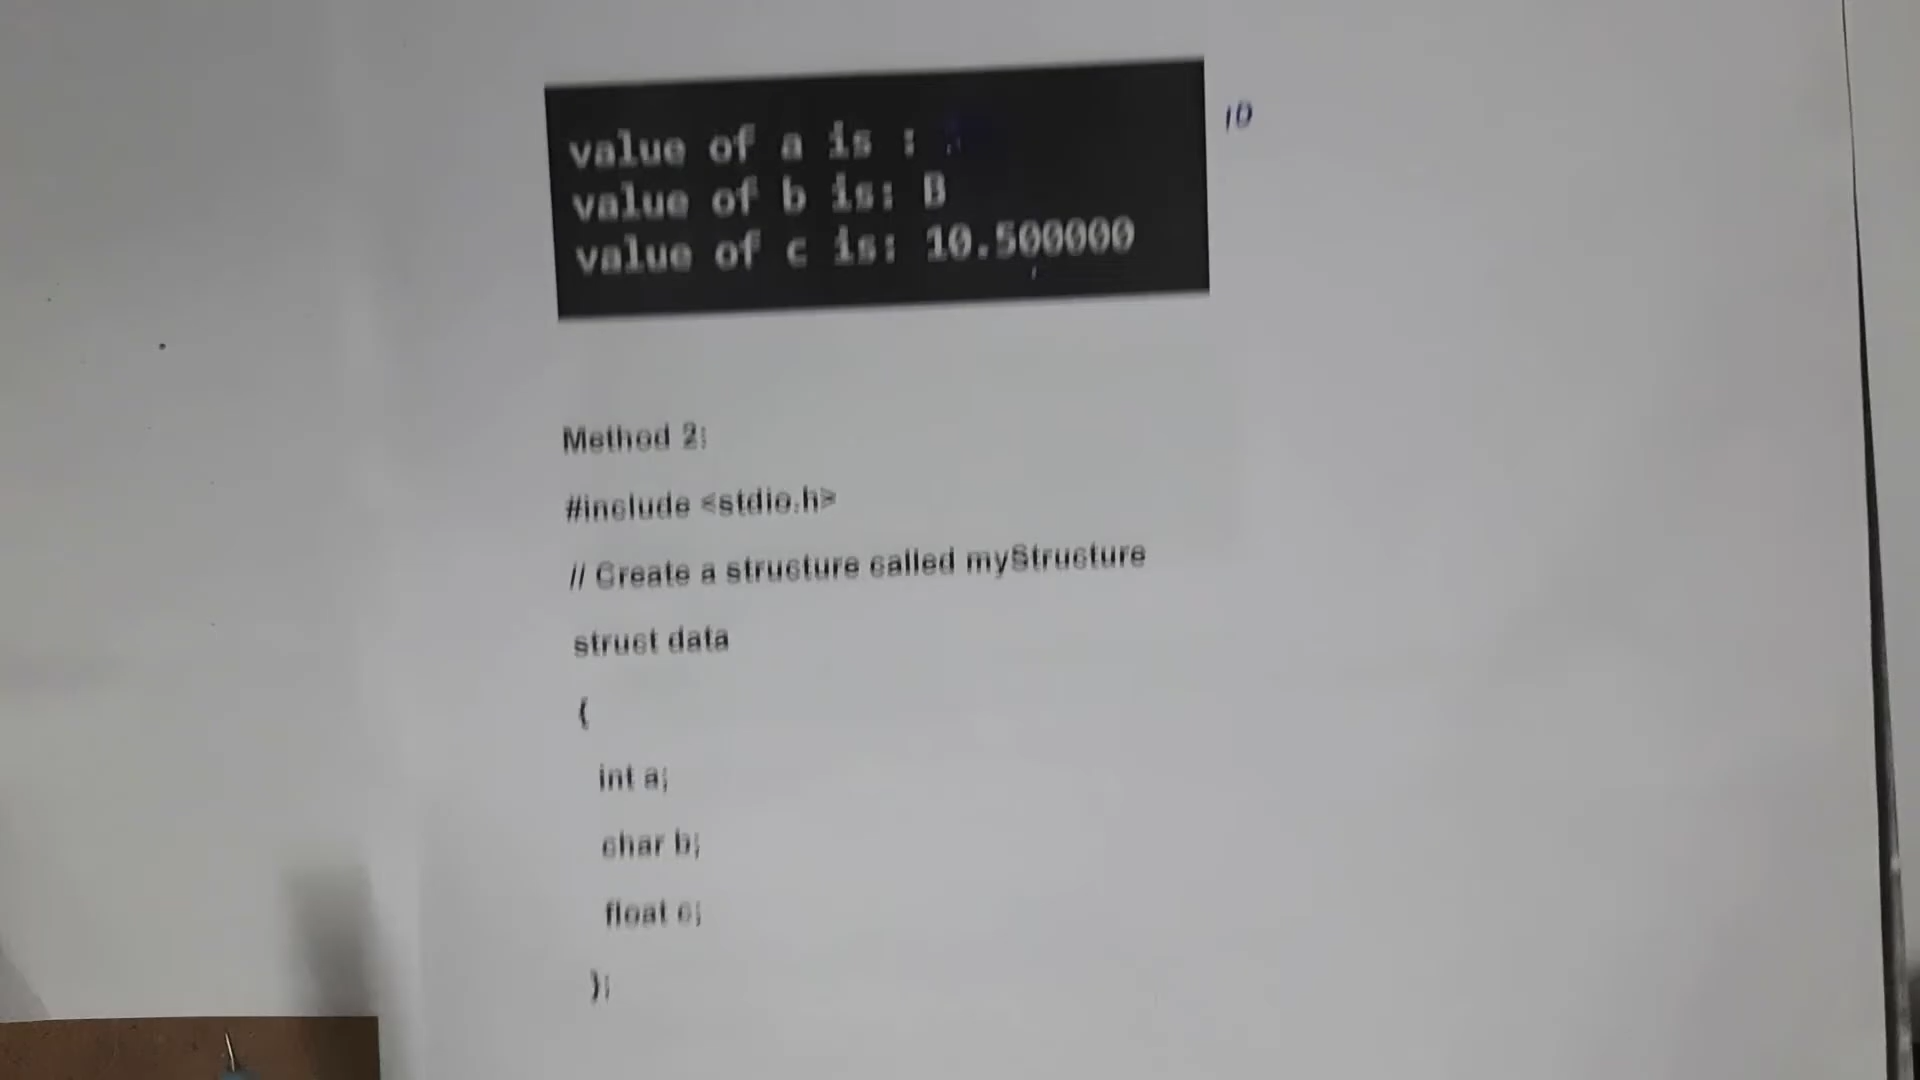 value of a is :
10
value of b is: B
value of c is: 10.500000
Method 2:
#include <stdio.h>
// Create a structure called myStructure
struct data
{
int a;
char b;
float c;
};